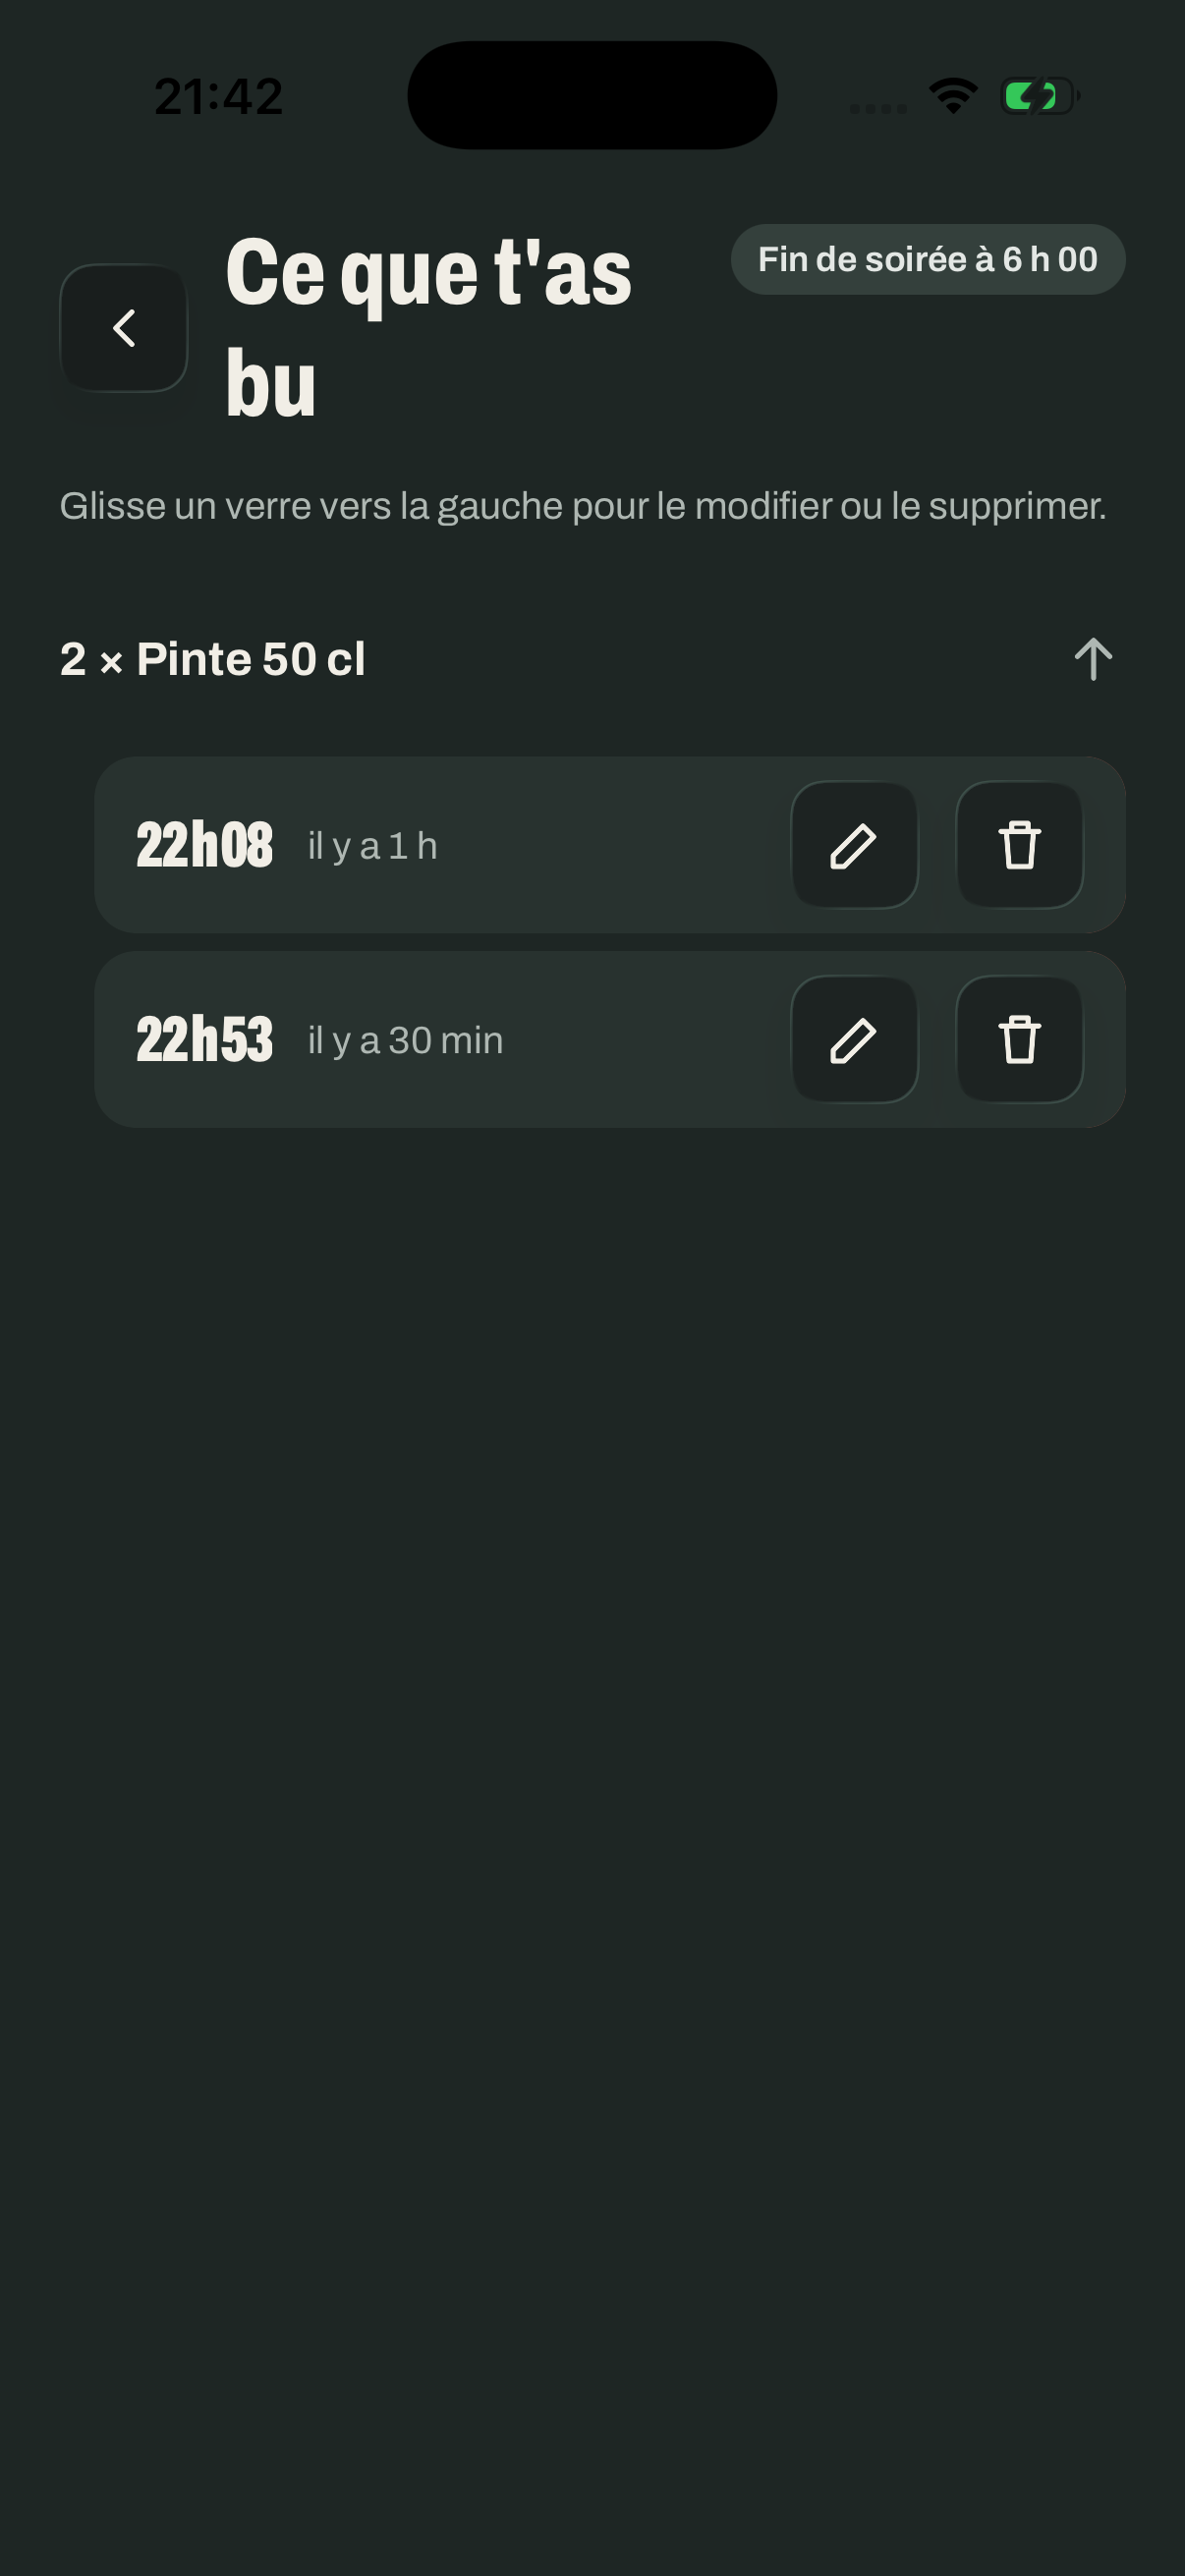 21:42
Ce que t'as
bu
Fin de soirée à 6 h 00
Glisse un verre vers la gauche pour le modifier ou le supprimer.
2 × Pinte 50 cl
22h08 il y a 1 h
22h53 il y a 30 min